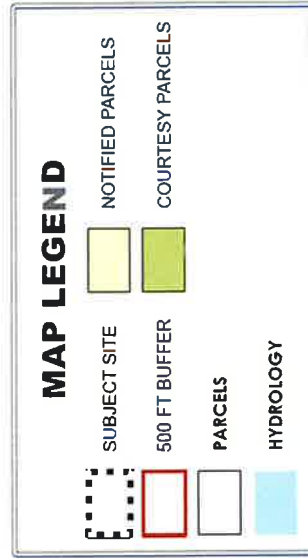 MAP LEGEND
SUBJECT SITE
500 FT BUFFER
PARCELS
HYDROLOGY
NOTIFIED PARCELS
COURTESY PARCELS